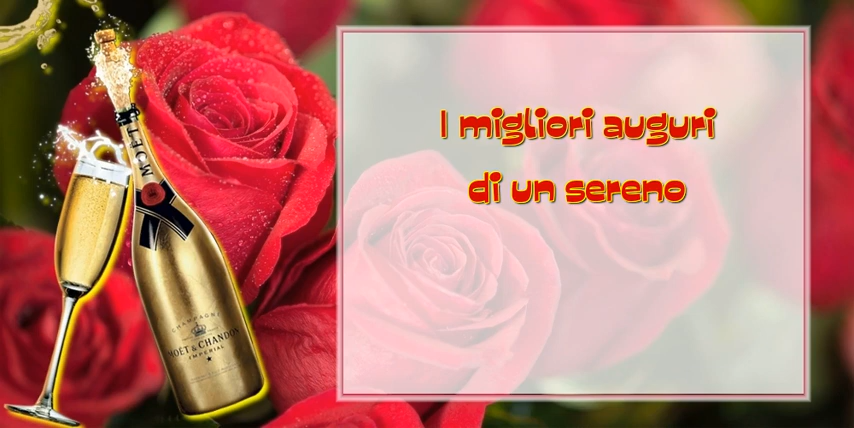 I migliori auguri
di un sereno
MOËT
CHAMPAGNE
MOËT & CHANDON
IMPERIAL